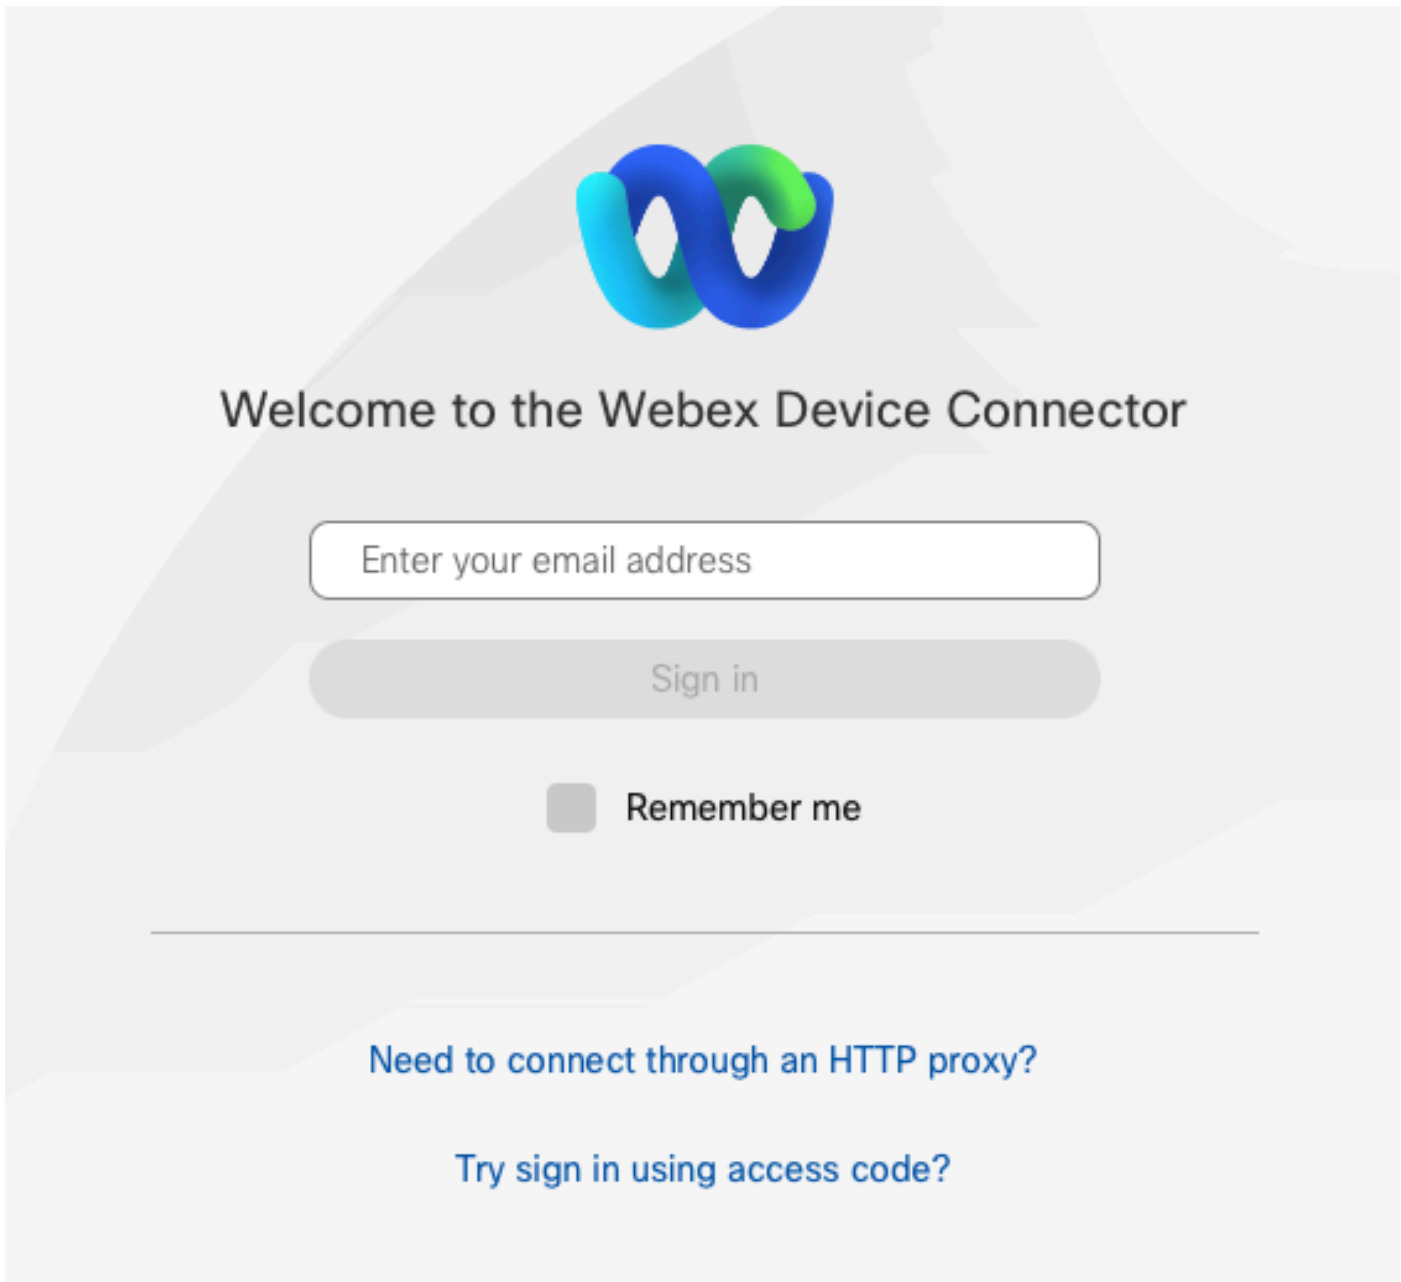 Welcome to the Webex Device Connector
Enter your email address
Sign in
Remember me
Need to connect through an HTTP proxy?
Try sign in using access code?